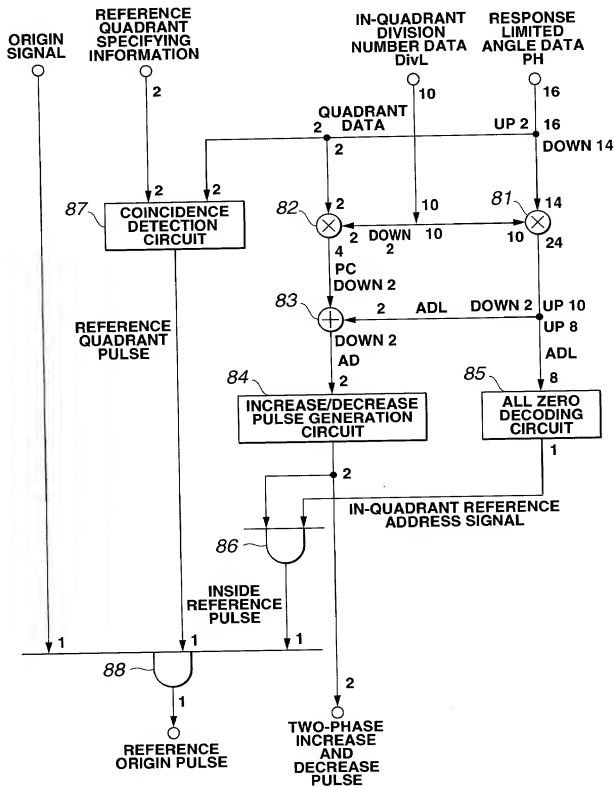 ORIGIN
SIGNAL
REFERENCE
QUADRANT
SPECIFYING
INFORMATION
IN-QUADRANT
DIVISION
NUMBER DATA
DivL
RESPONSE
LIMITED
ANGLE DATA
PH
2
10
16
QUADRANT
DATA
2
UP 2
16
2
DOWN 14
2
2
2
10
14
87
COINCIDENCE
DETECTION
CIRCUIT
82
81
2
DOWN
2
10
10
24
4
PC
DOWN 2
83
2
ADL
DOWN 2
UP 10
UP 8
DOWN 2
AD
ADL
REFERENCE
QUADRANT
PULSE
84
2
85
8
INCREASE/DECREASE
PULSE GENERATION
CIRCUIT
ALL ZERO
DECODING
CIRCUIT
1
2
IN-QUADRANT REFERENCE
ADDRESS SIGNAL
86
INSIDE
REFERENCE
PULSE
1
1
1
88
1
2
REFERENCE
ORIGIN PULSE
TWO-PHASE
INCREASE
AND
DECREASE
PULSE